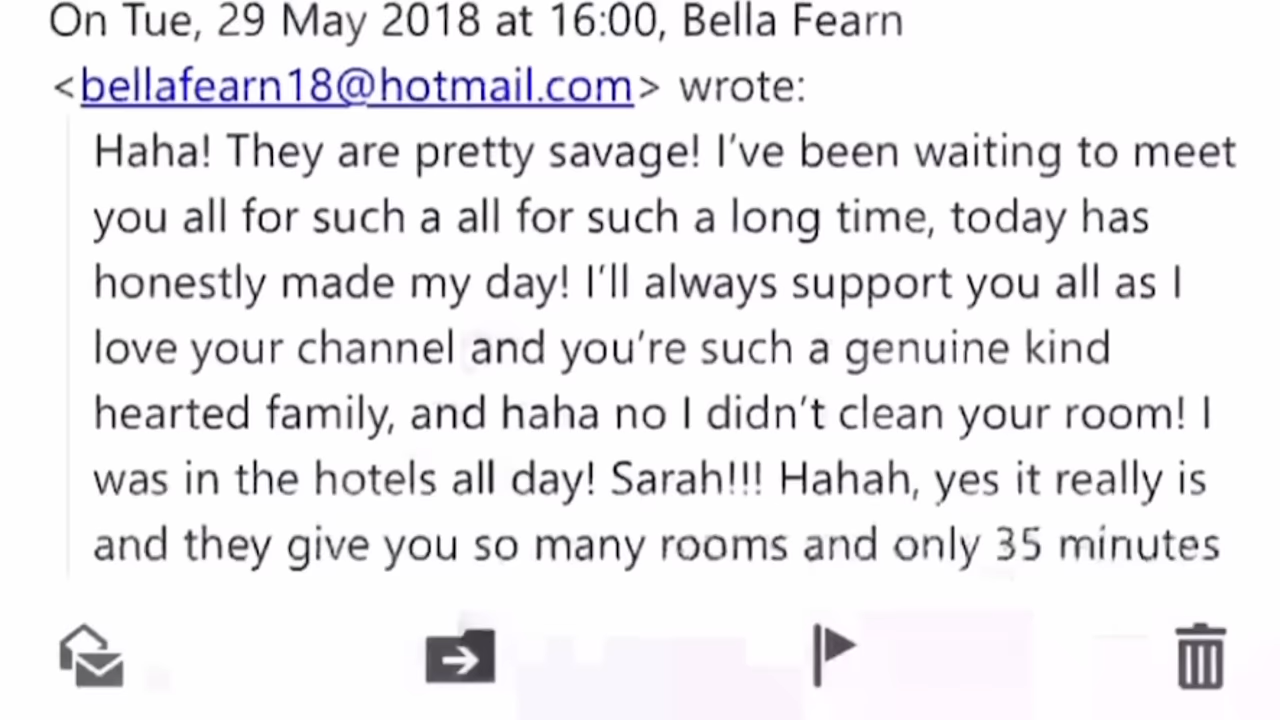 On Tue, 29 May 2018 at 16:00, Bella Fearn
<bellafearn18@hotmail.com> wrote:
Haha! They are pretty savage! I've been waiting to meet
you all for such a all for such a long time, today has
honestly made my day! I'll always support you all as I
love your channel and you're such a genuine kind
hearted family, and haha no I didn't clean your room! I
was in the hotels all day! Sarah!!! Hahah, yes it really is
and they give you so many rooms and only 35 minutes